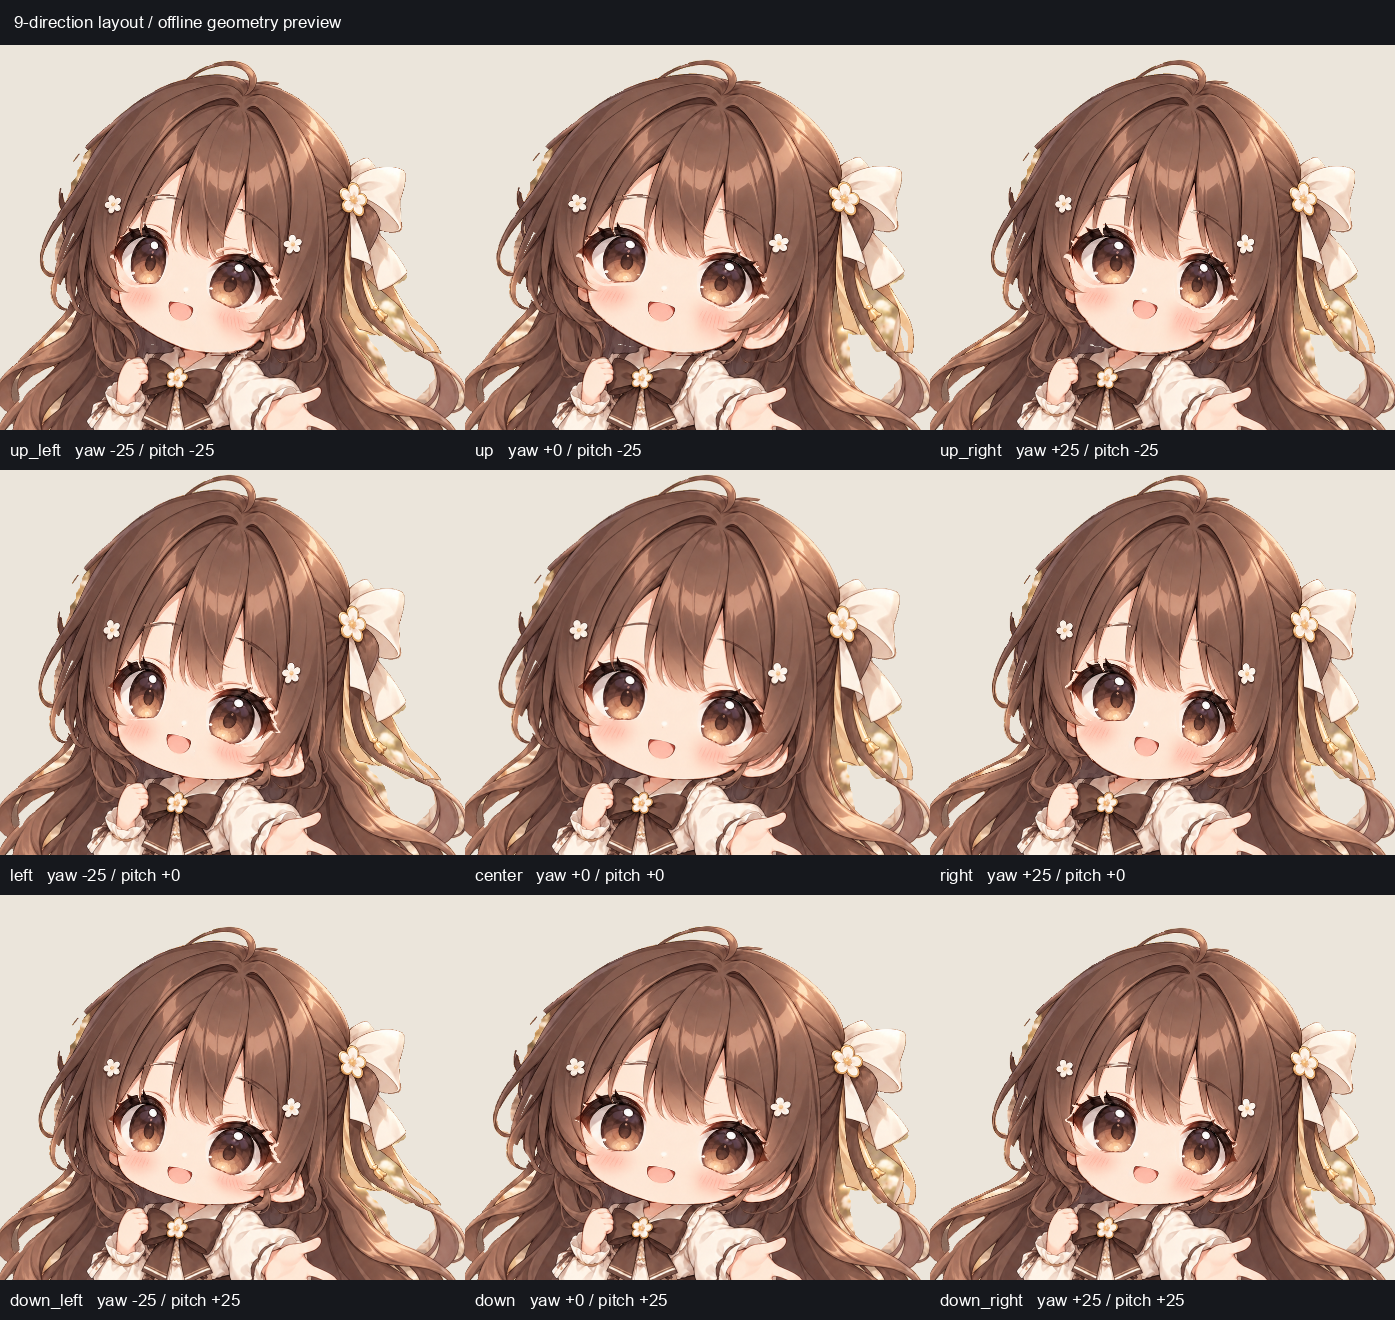 9-direction layout / offline geometry preview
up_left yaw -25 / pitch -25
up yaw +0 / pitch -25
up_right yaw +25 / pitch -25
left yaw -25 / pitch +0
center yaw +0 / pitch +0
right yaw +25 / pitch +0
down_left yaw -25 / pitch +25
down yaw +0 / pitch +25
down_right yaw +25 / pitch +25